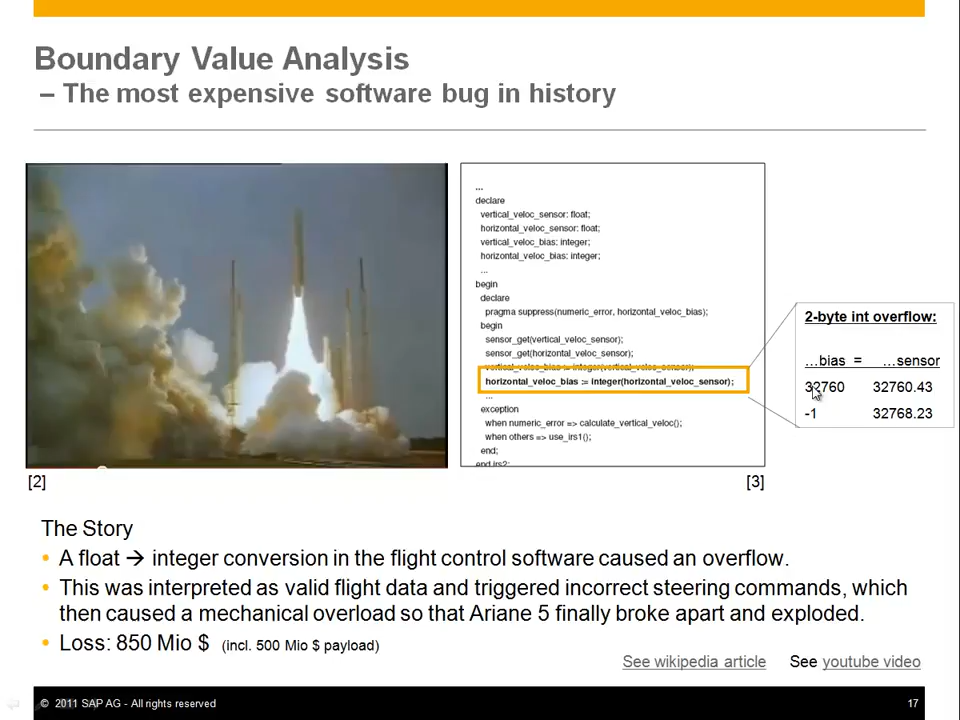 Boundary Value Analysis
– The most expensive software bug in history
...
declare
vertical_veloc_sensor: float;
horizontal_veloc_sensor: float;
vertical_veloc_bias: integer;
horizontal_veloc_bias: integer;
...
begin
declare
pragma suppress(numeric_error, horizontal_veloc_bias);
begin
sensor_get(vertical_veloc_sensor);
sensor_get(horizontal_veloc_sensor);
vertical_veloc_bias := integer(vertical_veloc_sensor);
horizontal_veloc_bias := integer(horizontal_veloc_sensor);
...
exception
when numeric_error => calculate_vertical_veloc();
when others => use_irs1();
end;
end irs2;
2-byte int overflow:
...bias = ...sensor
32760 32760.43
-1 32768.23
[2] [3]
The Story
• A float → integer conversion in the flight control software caused an overflow.
• This was interpreted as valid flight data and triggered incorrect steering commands, which
then caused a mechanical overload so that Ariane 5 finally broke apart and exploded.
• Loss: 850 Mio $ (incl. 500 Mio $ payload)
See wikipedia article See youtube video
© 2011 SAP AG - All rights reserved 17